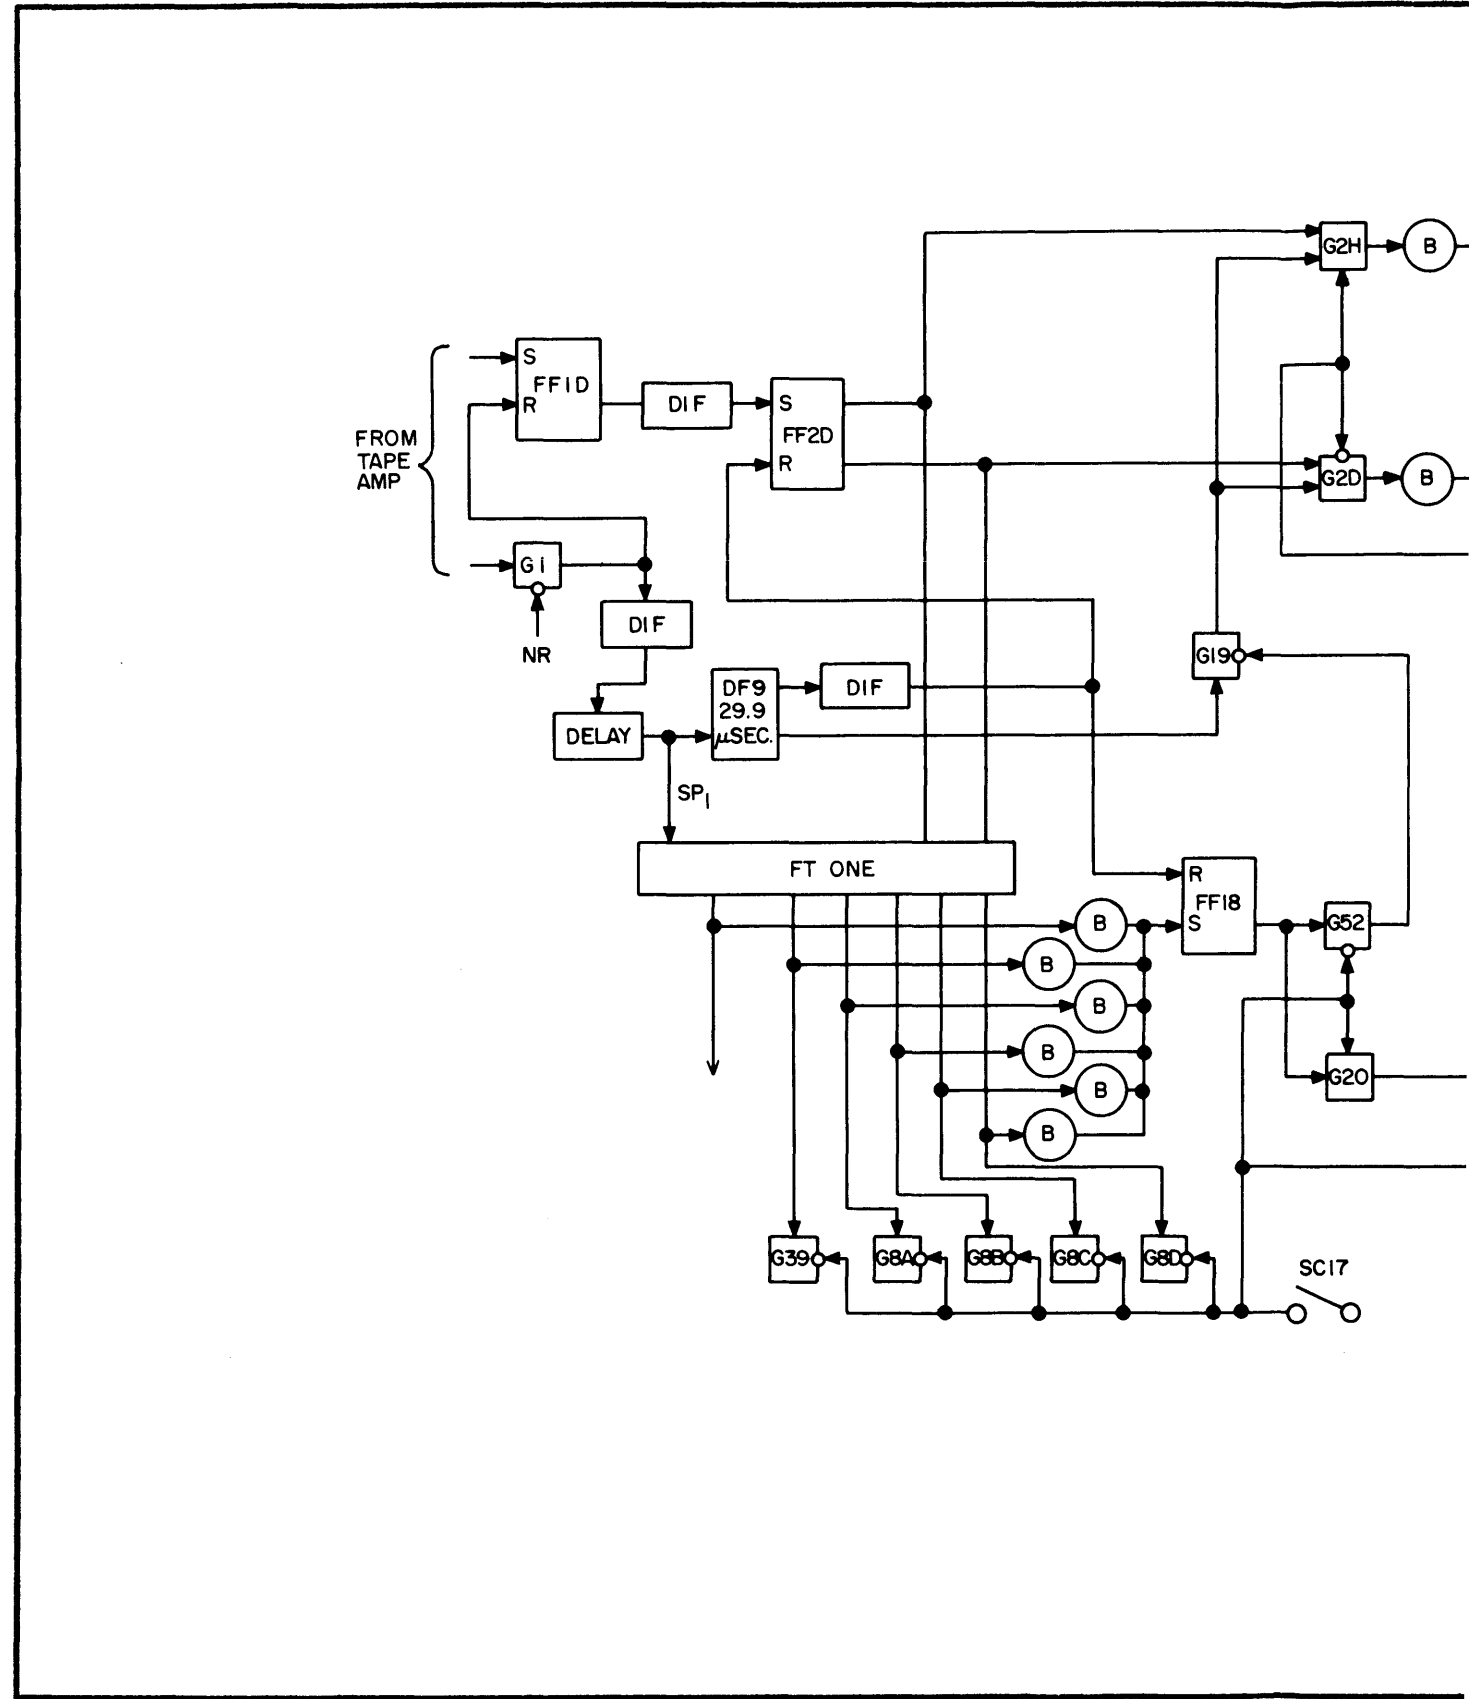 G2H
B
S
FF1D
R
DIF
S
FF2D
R
FROM
TAPE
AMP
G2D
B
G1
NR
DIF
G19
DF9
29.9
μSEC.
DIF
DELAY
SP1
FT ONE
R
FF18
S
G52
B
B
B
B
B
B
G20
G39
G8A
G8B
G8C
G8D
SC17